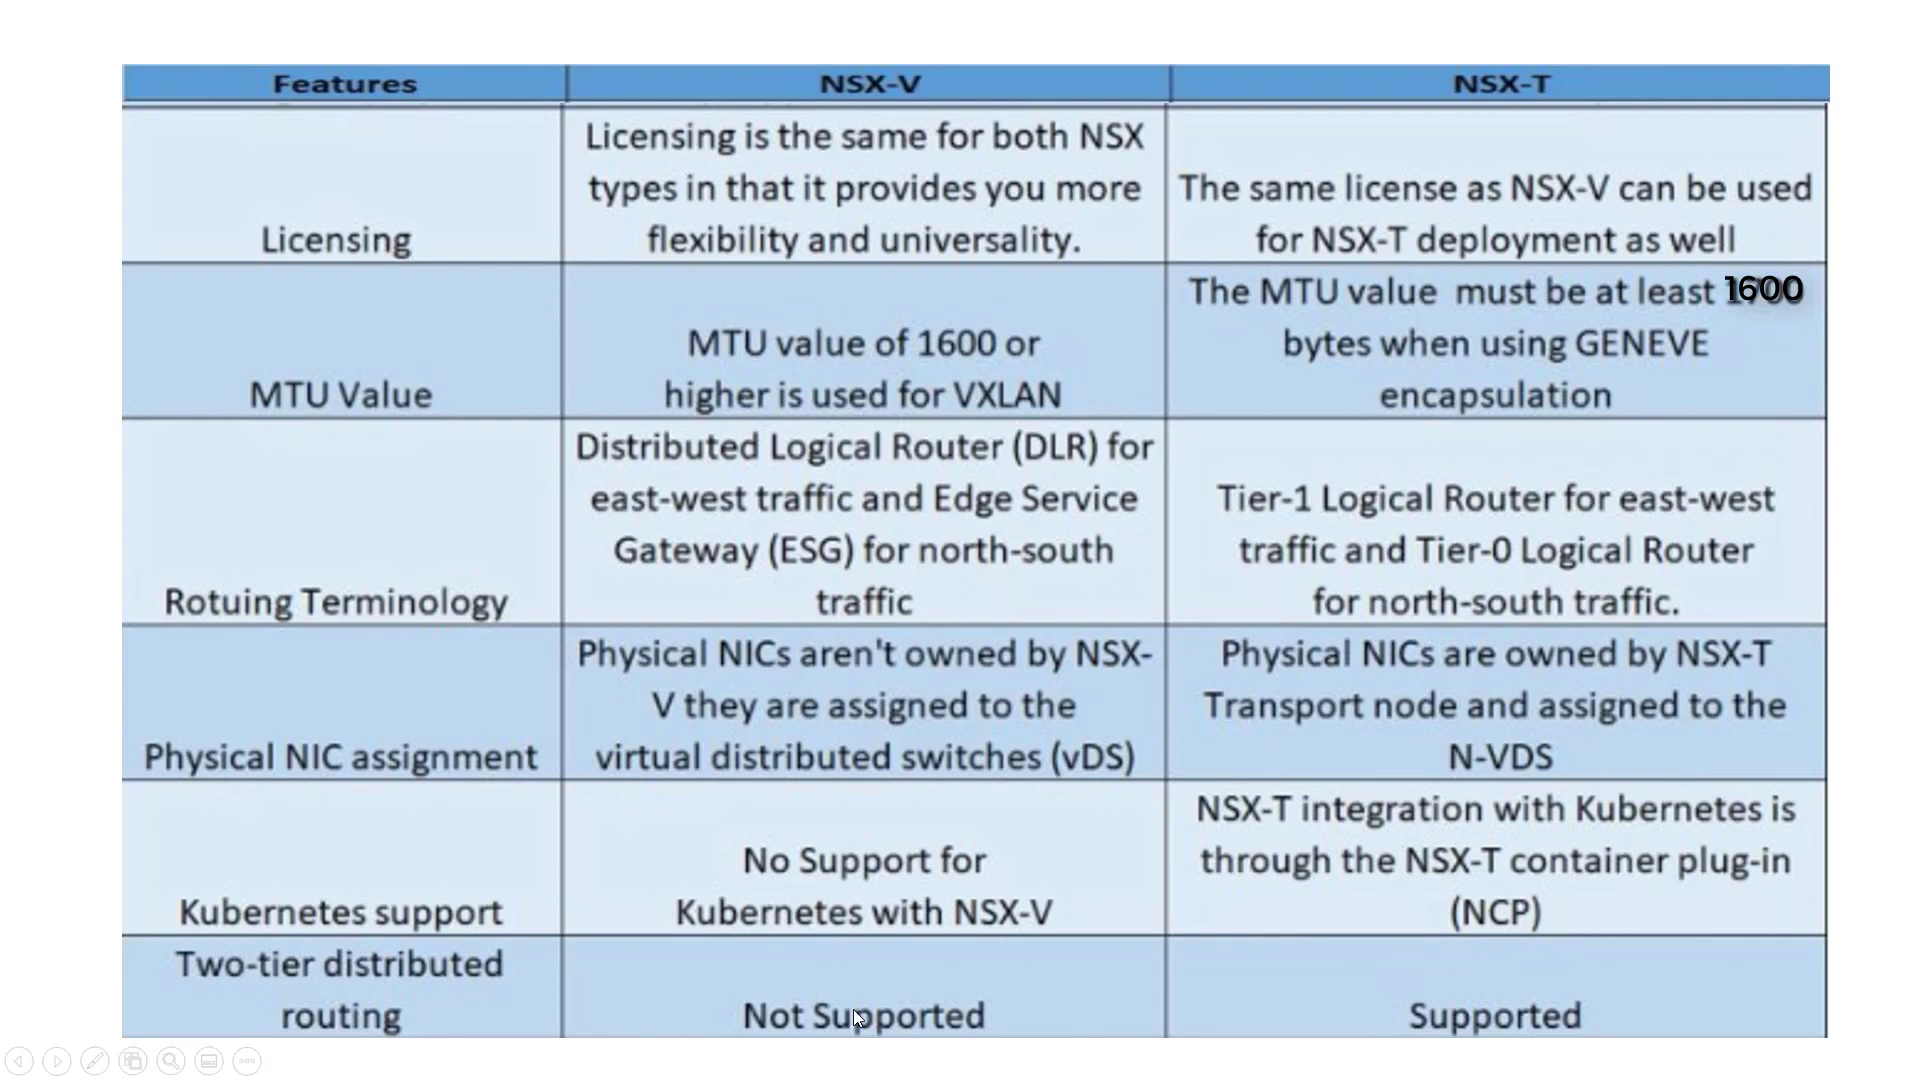 Features
NSX-V
NSX-T
Licensing
Licensing is the same for both NSX
types in that it provides you more
flexibility and universality.
The same license as NSX-V can be used
for NSX-T deployment as well
MTU Value
MTU value of 1600 or
higher is used for VXLAN
The MTU value must be at least 1600
bytes when using GENEVE
encapsulation
Rotuing Terminology
Distributed Logical Router (DLR) for
east-west traffic and Edge Service
Gateway (ESG) for north-south
traffic
Tier-1 Logical Router for east-west
traffic and Tier-0 Logical Router
for north-south traffic.
Physical NIC assignment
Physical NICs aren't owned by NSX-
V they are assigned to the
virtual distributed switches (vDS)
Physical NICs are owned by NSX-T
Transport node and assigned to the
N-VDS
Kubernetes support
No Support for
Kubernetes with NSX-V
NSX-T integration with Kubernetes is
through the NSX-T container plug-in
(NCP)
Two-tier distributed
routing
Not Supported
Supported